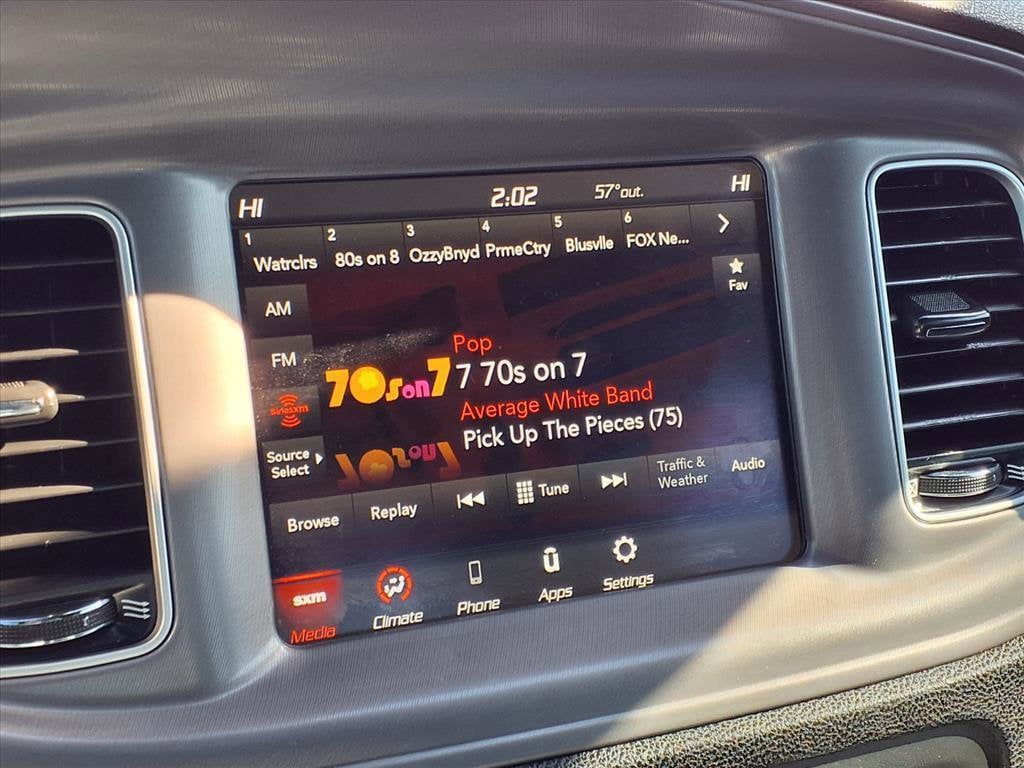 HI 2:02 57°out. HI
1 Watrclrs 2 80s on 8 3 OzzyBnyd 4 PrmeCtry 5 Blusvlle 6 FOX Ne...
Fav
AM
FM
siriusxm
Source
Select
70s on 7
Pop
7 70s on 7
Average White Band
Pick Up The Pieces (75)
Browse Replay Tune Traffic &
Weather Audio
sxm
Media Climate Phone Apps Settings